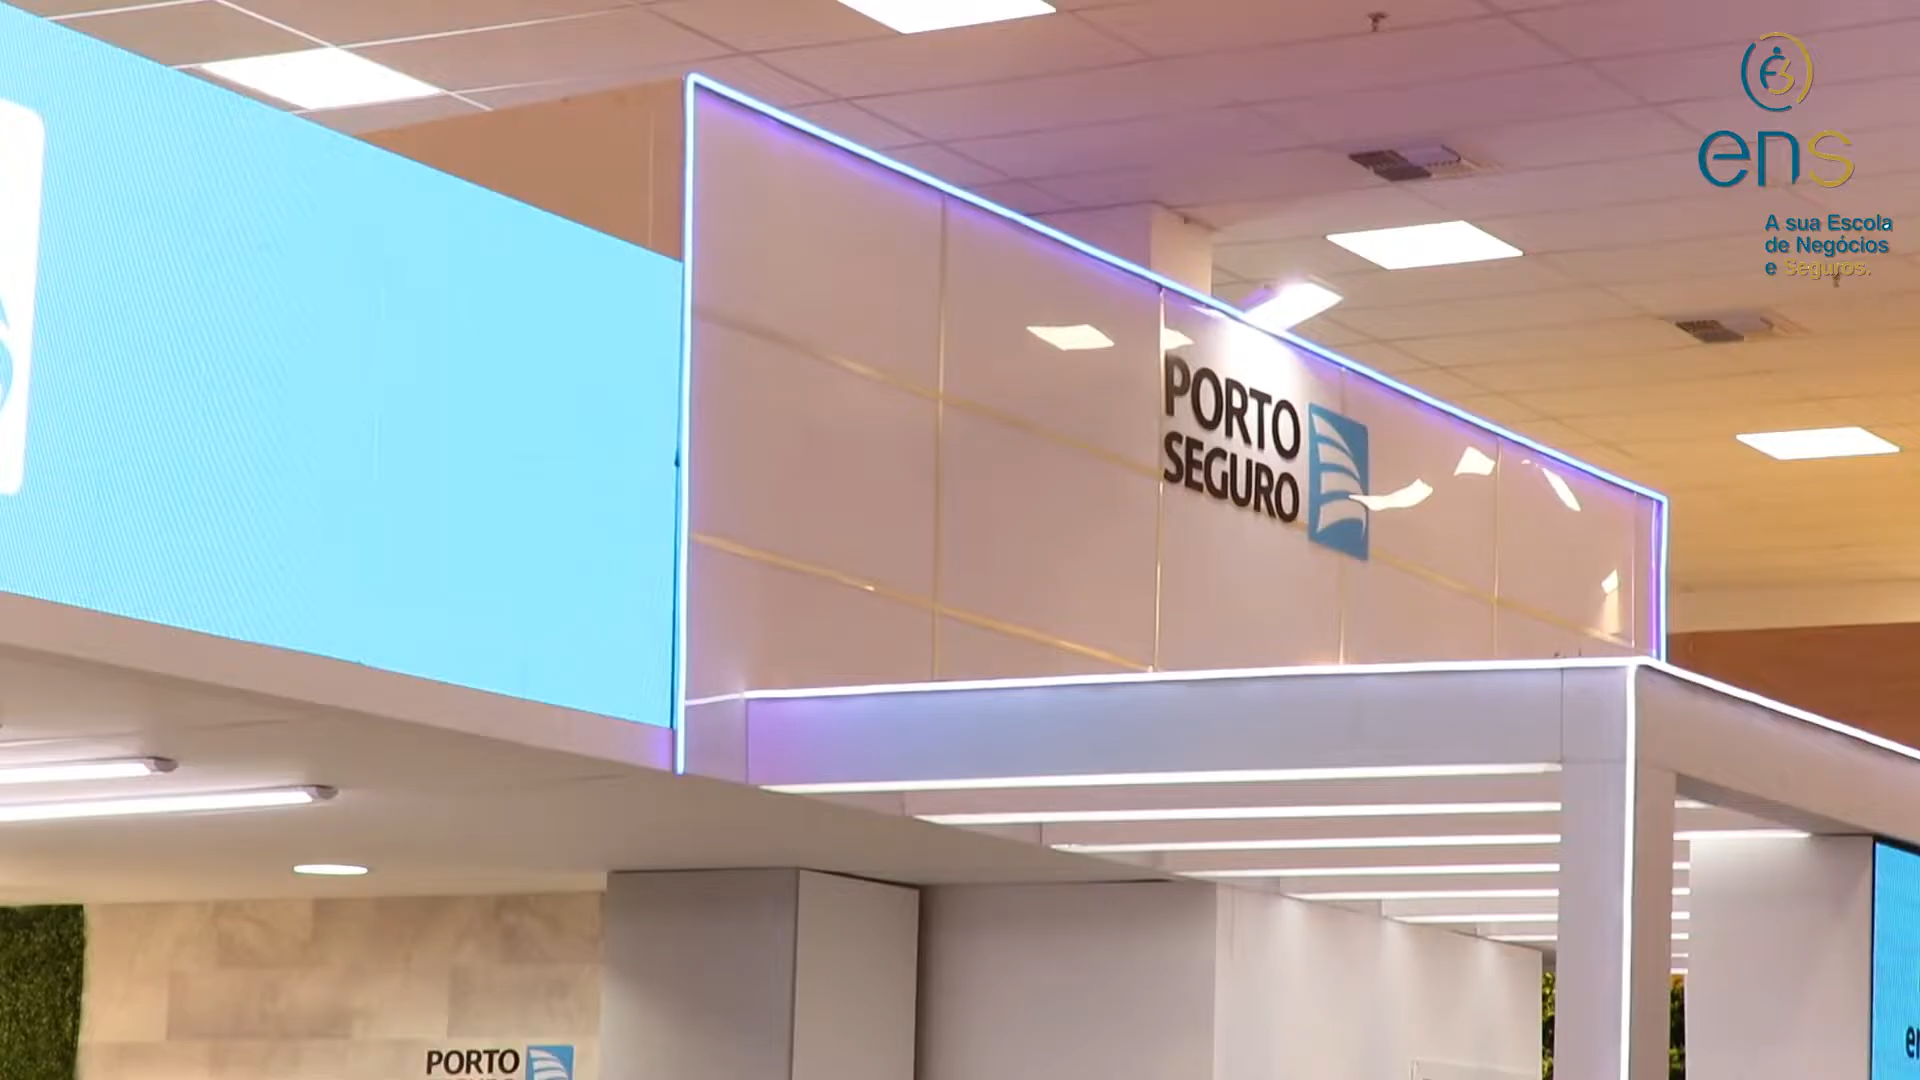 ens
A sua Escola
de Negócios
e Seguros.
PORTO
SEGURO
PORTO